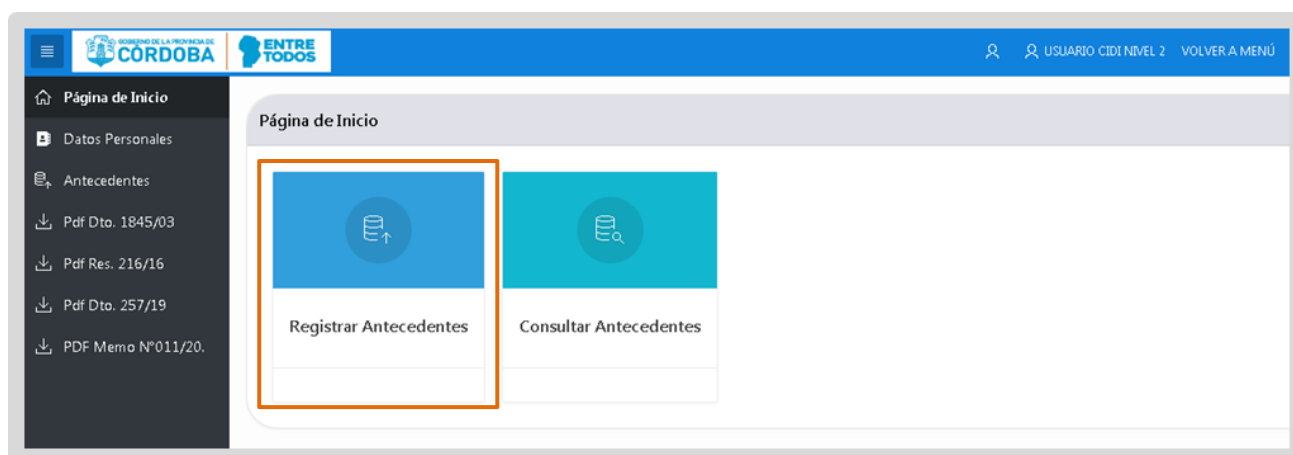 GOBIERNO DE LA PROVINCIA DE
CÓRDOBA
ENTRE
TODOS
USUARIO CIDI NIVEL 2 VOLVER A MENÚ
Página de Inicio
Datos Personales
Antecedentes
Pdf Dto. 1845/03
Pdf Res. 216/16
Pdf Dto. 257/19
PDF Memo N°011/20.
Página de Inicio
Registrar Antecedentes
Consultar Antecedentes